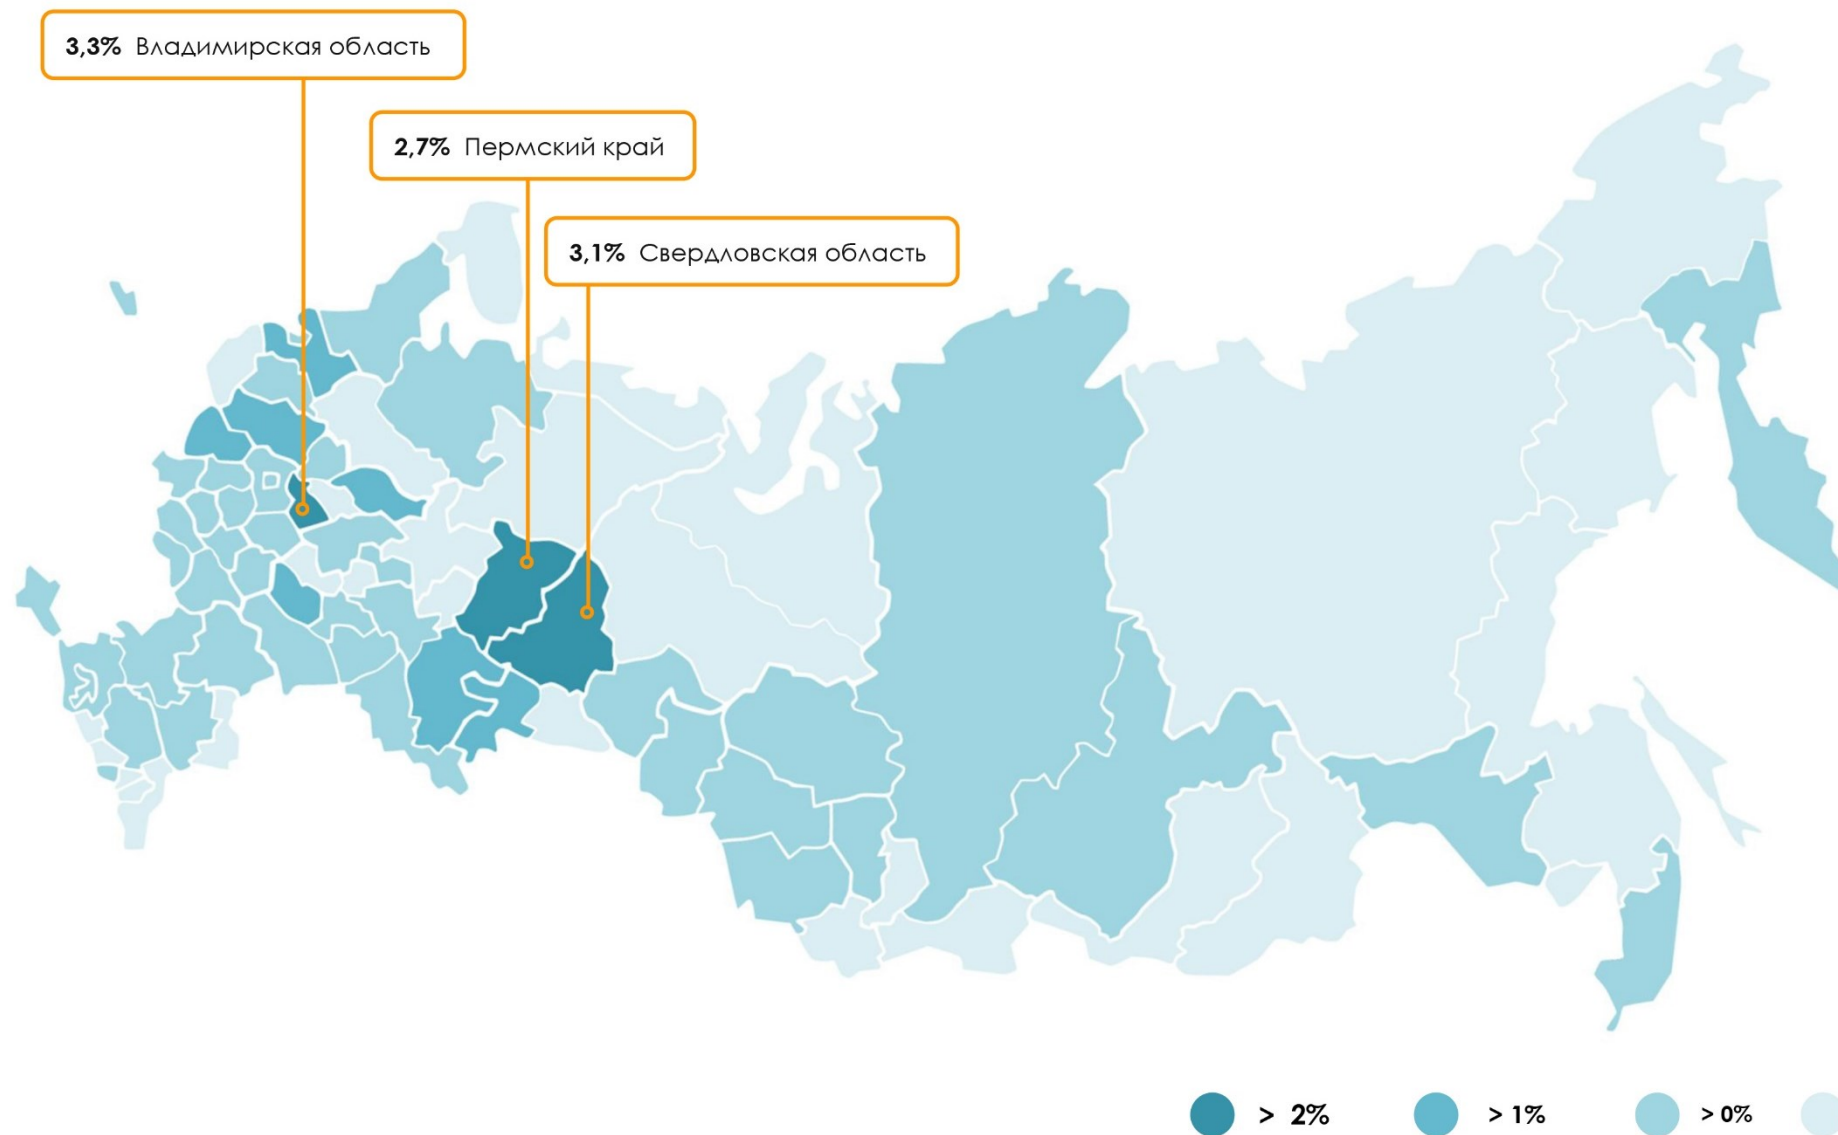 3,3% Владимирская область
2,7% Пермский край
3,1% Свердловская область
> 2%
> 1%
> 0%